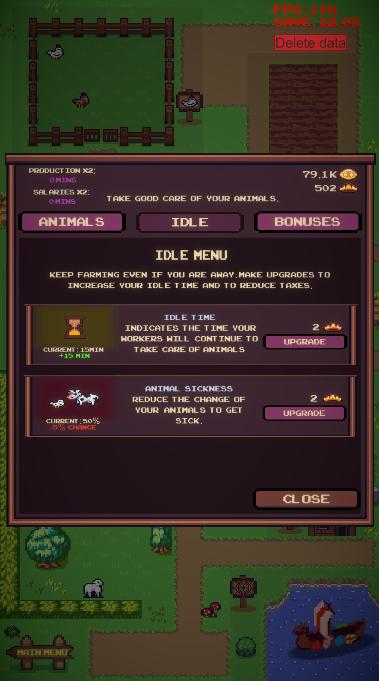 FPS: 118
SAVE: 12.05
Delete data
PRODUCTION X2:
0 MINS
79.1K
SALARIES X2:
0 MINS
502
TAKE GOOD CARE OF YOUR ANIMALS.
ANIMALS
IDLE
BONUSES
IDLE MENU
KEEP FARMING EVEN IF YOU ARE AWAY.MAKE UPGRADES TO
INCREASE YOUR IDLE TIME AND TO REDUCE TAXES.
IDLE TIME
INDICATES THE TIME YOUR
WORKERS WILL CONTINUE TO
TAKE CARE OF ANIMALS
CURRENT:15MIN
+15 MIN
2
UPGRADE
ANIMAL SICKNESS
REDUCE THE CHANGE OF
YOUR ANIMALS TO GET
SICK.
CURRENT:50%
-5% CHANCE
2
UPGRADE
CLOSE
MAIN MENU